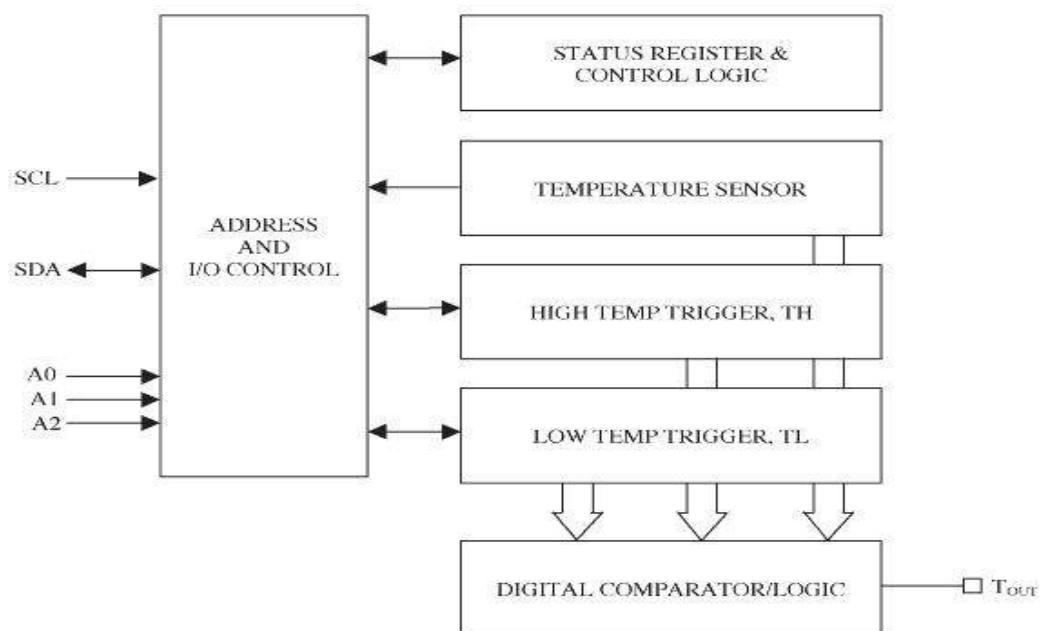 STATUS REGISTER &
CONTROL LOGIC
SCL
TEMPERATURE SENSOR
ADDRESS
AND
I/O CONTROL
SDA
HIGH TEMP TRIGGER, TH
A0
A1
A2
LOW TEMP TRIGGER, TL
DIGITAL COMPARATOR/LOGIC
TOUT